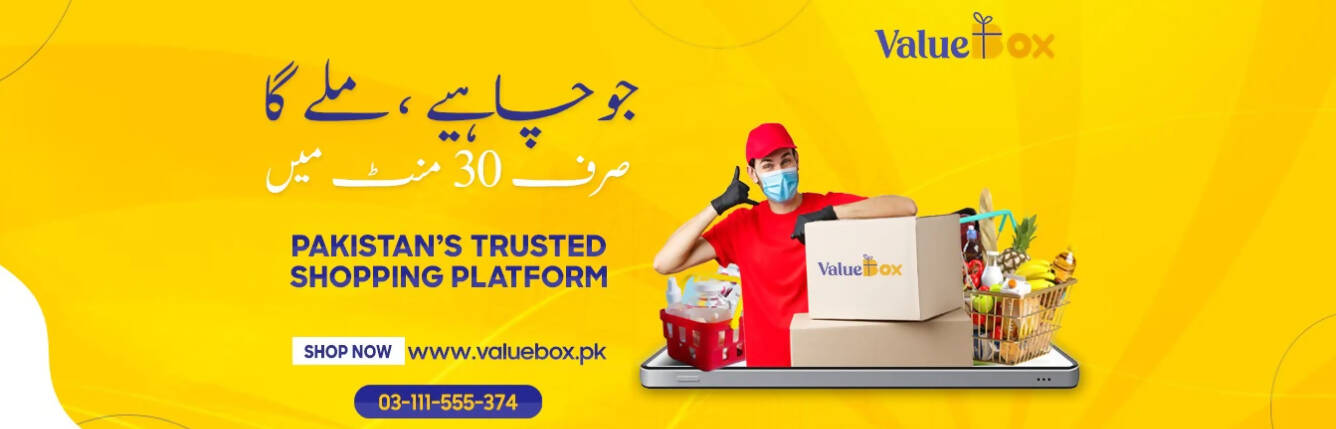 ValueBox
جو چاہیے، ملے گا
صرف 30 منٹ میں
PAKISTAN'S TRUSTED
SHOPPING PLATFORM
SHOP NOW www.valuebox.pk
03-111-555-374
ValueBox